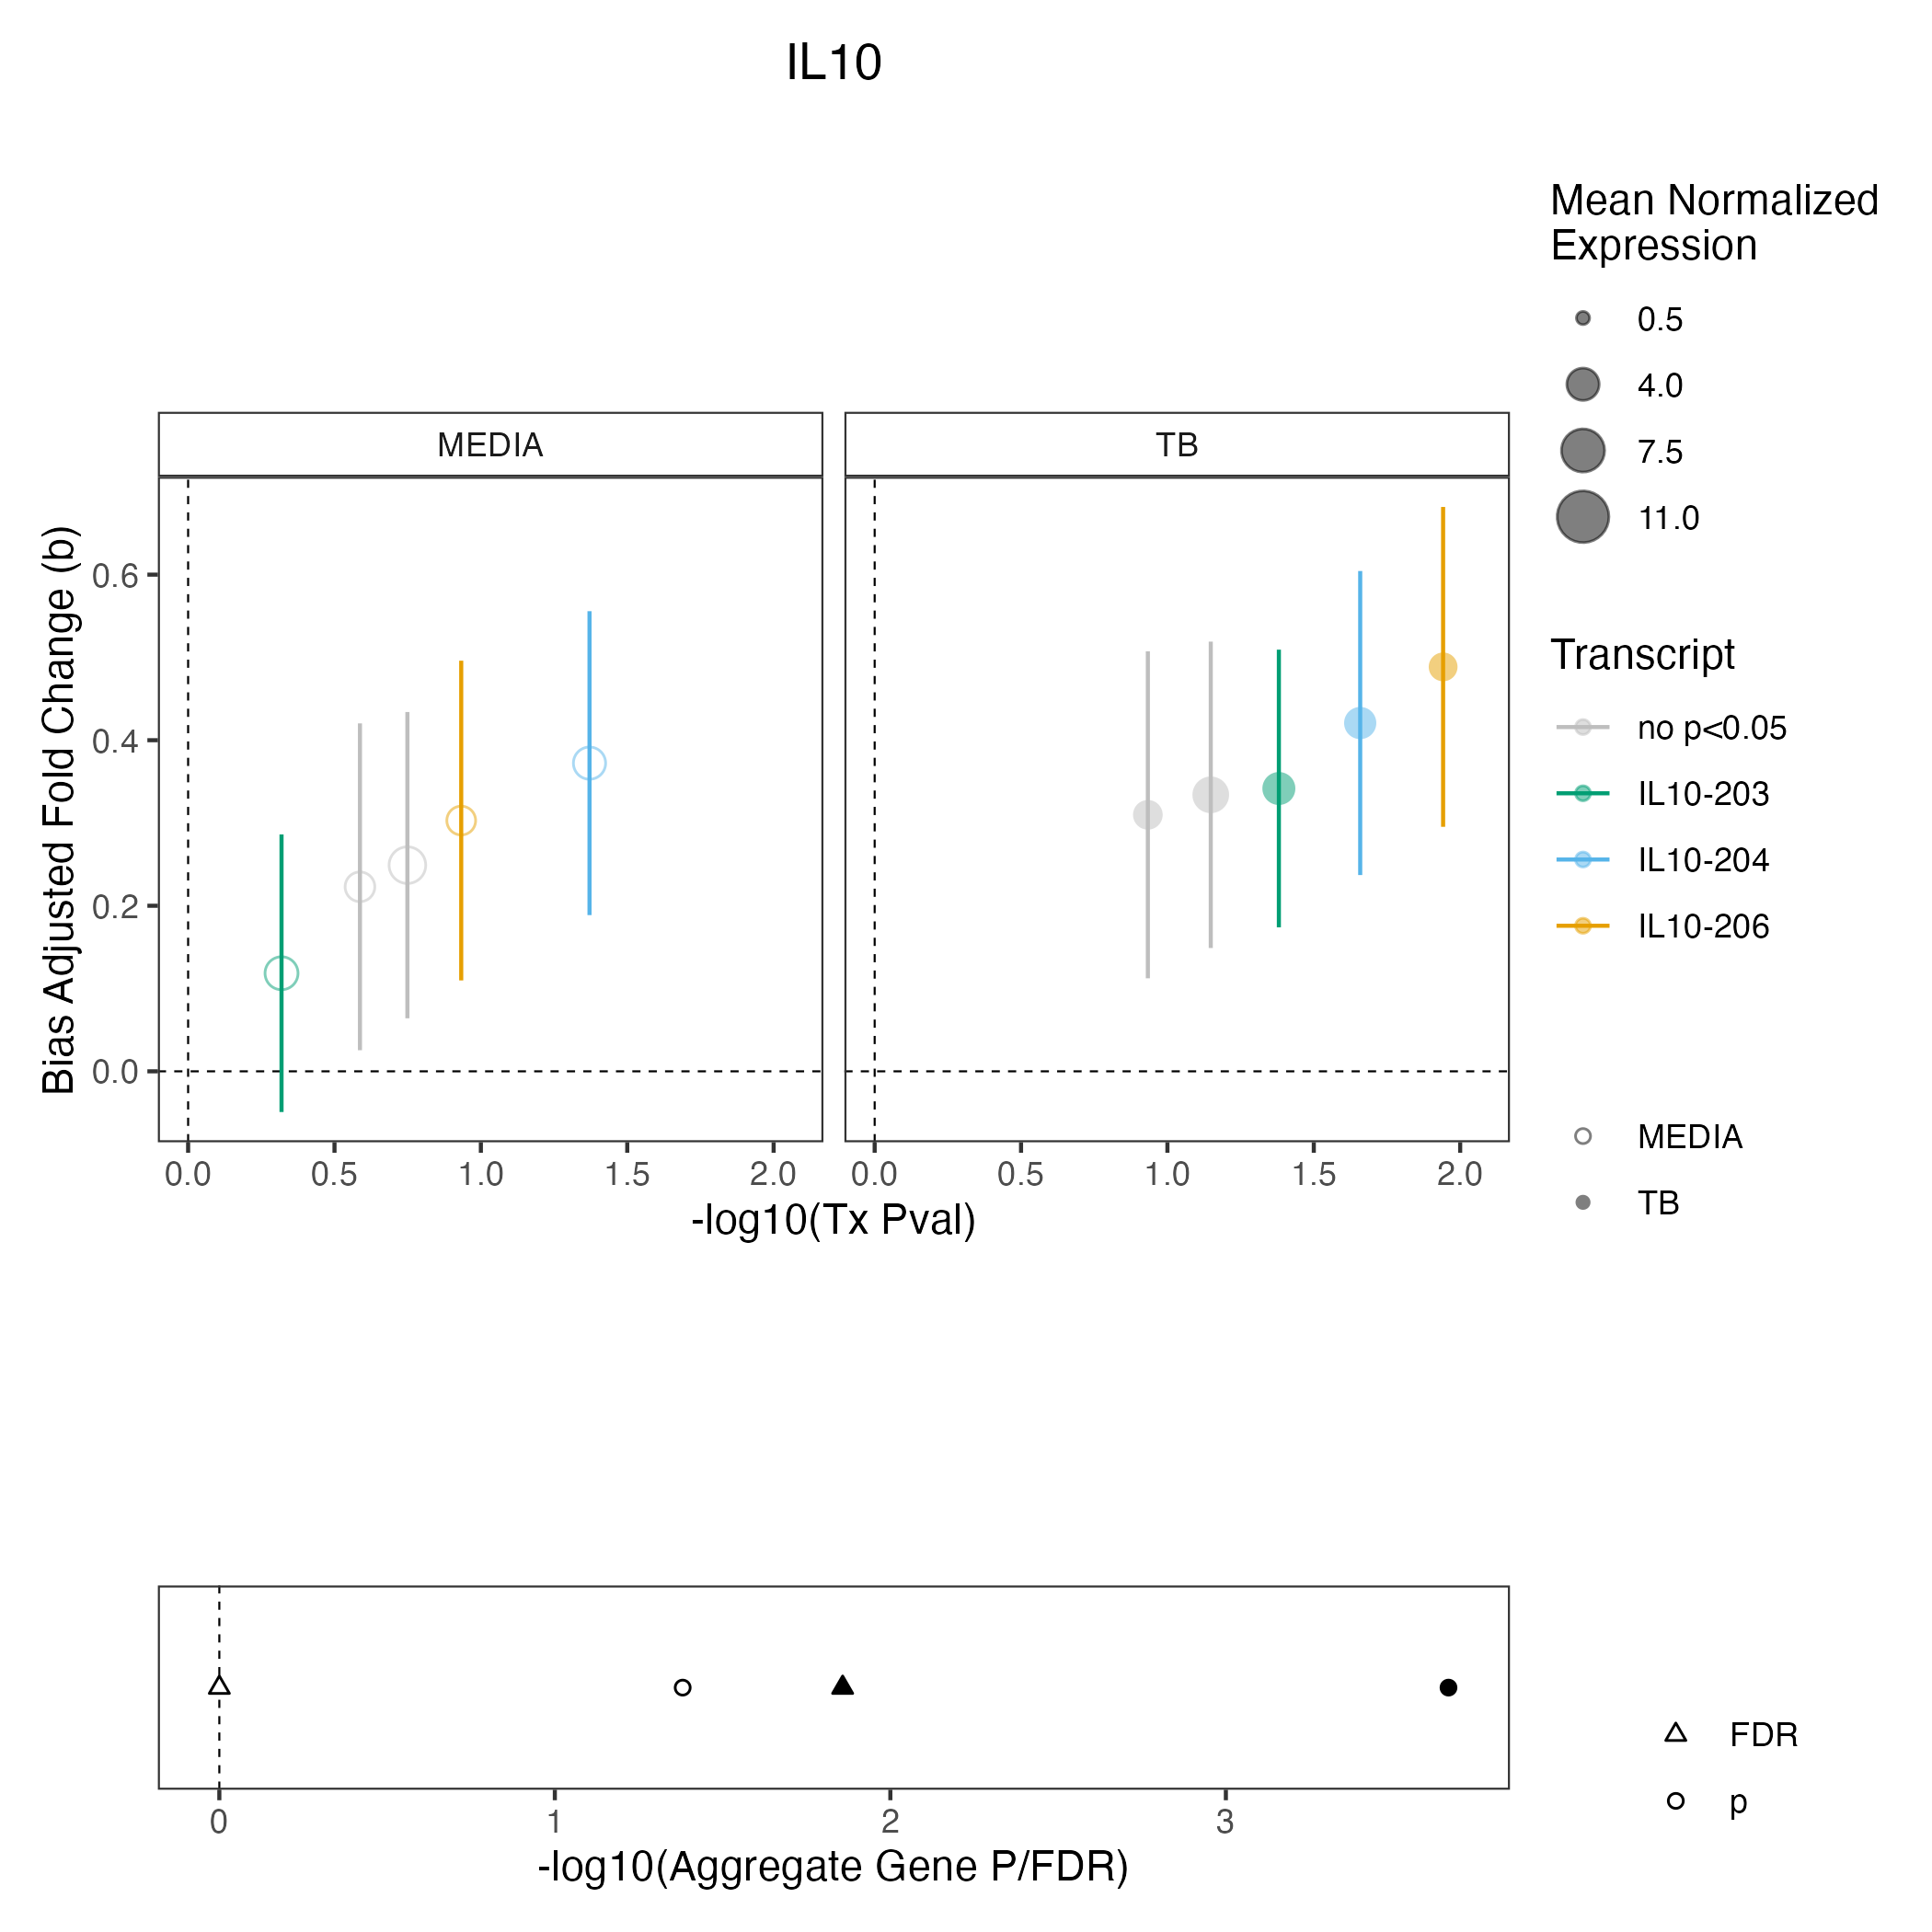 IL10
MEDIA
TB
Bias Adjusted Fold Change (b)
0.6
0.4
0.2
0.0
0.0 0.5 1.0 1.5 2.0
0.0 0.5 1.0 1.5 2.0
-log10(Tx Pval)
Mean Normalized
Expression
0.5
4.0
7.5
11.0
Transcript
no p<0.05
IL10-203
IL10-204
IL10-206
MEDIA
TB
0 1 2 3
-log10(Aggregate Gene P/FDR)
FDR
p